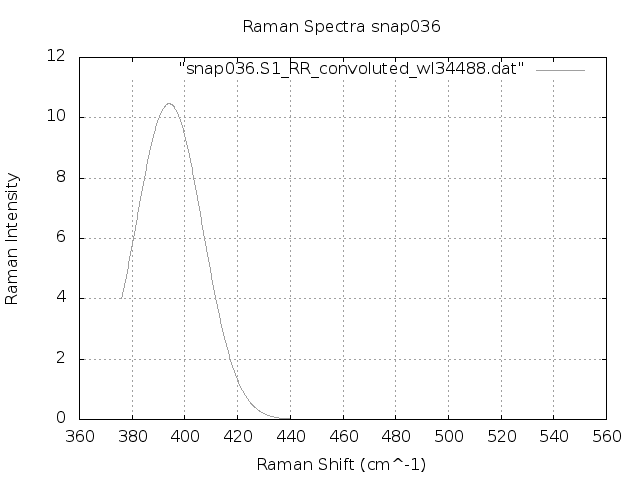 Raman Spectra snap036
"snap036.S1_RR_convoluted_wl34488.dat"
12
10
8
6
4
2
0
Raman Intensity
360 380 400 420 440 460 480 500 520 540 560
Raman Shift (cm^-1)